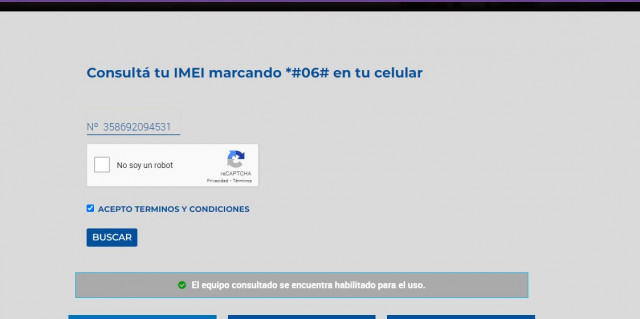 Consultá tu IMEI marcando *#06# en tu celular
Nº 358692094531
No soy un robot
reCAPTCHA
Privacidad - Términos
ACEPTO TERMINOS Y CONDICIONES
BUSCAR
El equipo consultado se encuentra habilitado para el uso.